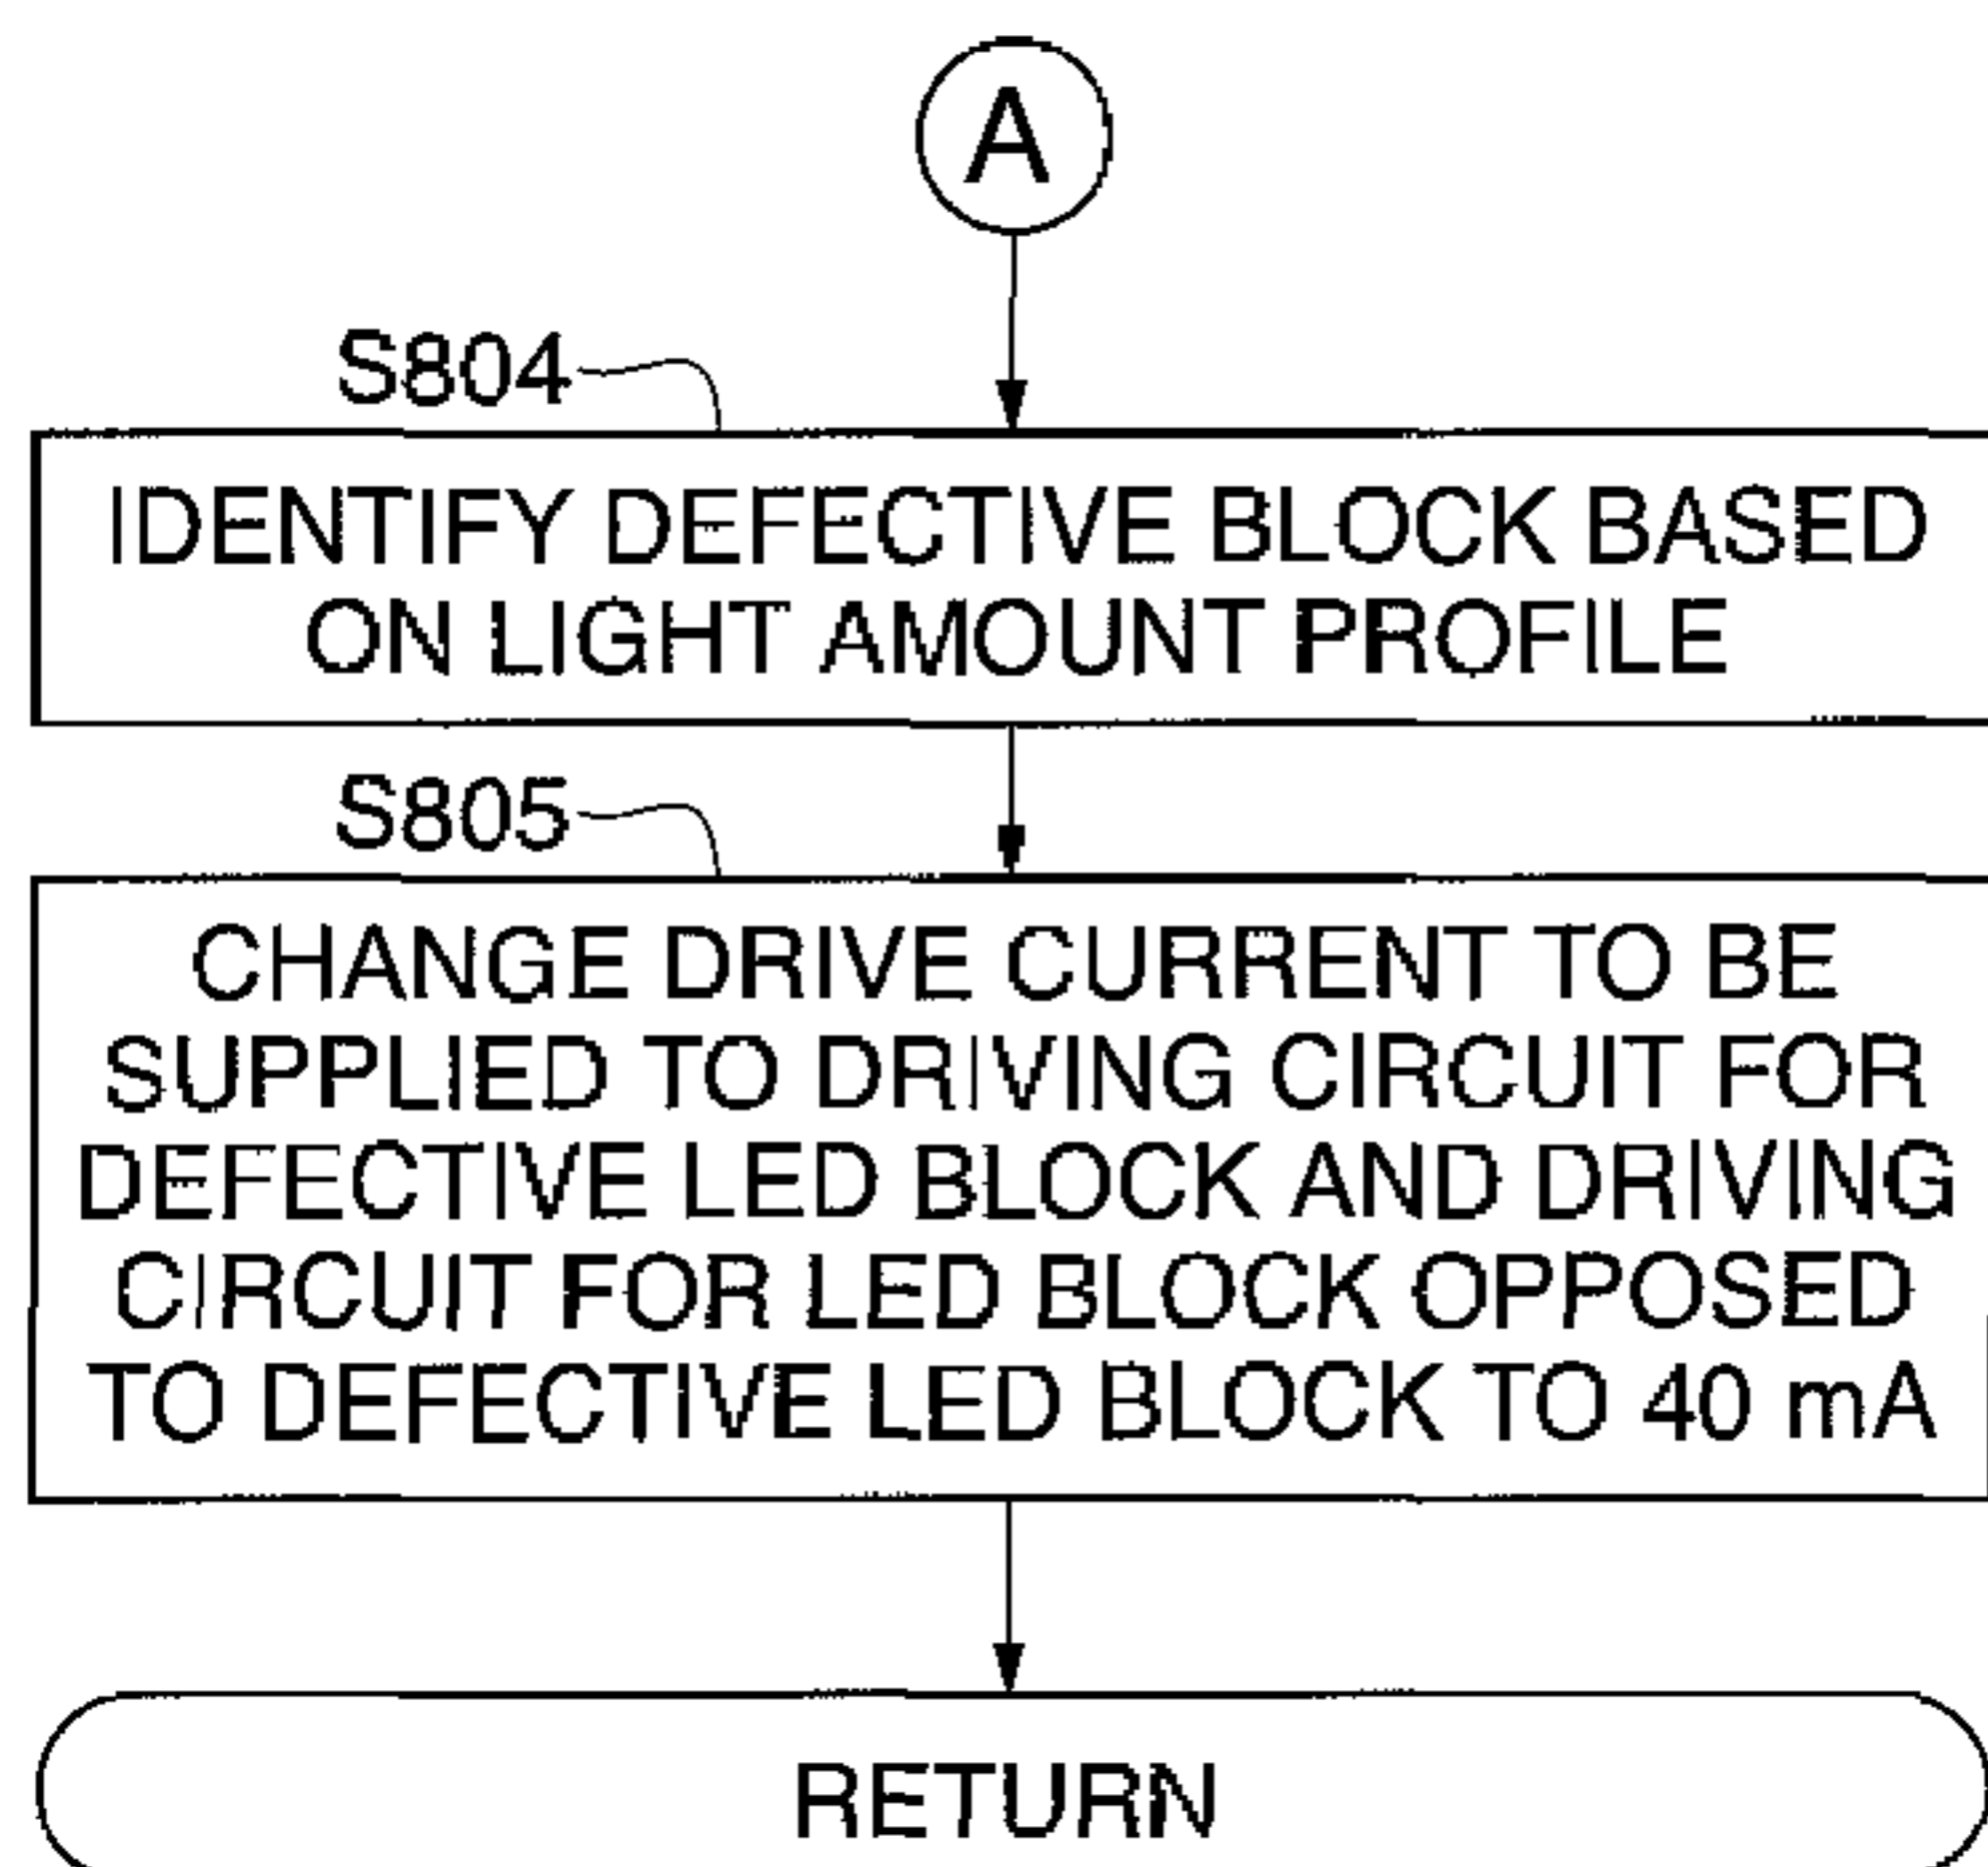 A
S804
IDENTIFY DEFECTIVE BLOCK BASED
ON LIGHT AMOUNT PROFILE
S805
CHANGE DRIVE CURRENT TO BE
SUPPLIED TO DRIVING CIRCUIT FOR
DEFECTIVE LED BLOCK AND DRIVING
CIRCUIT FOR LED BLOCK OPPOSED
TO DEFECTIVE LED BLOCK TO 40 mA
RETURN